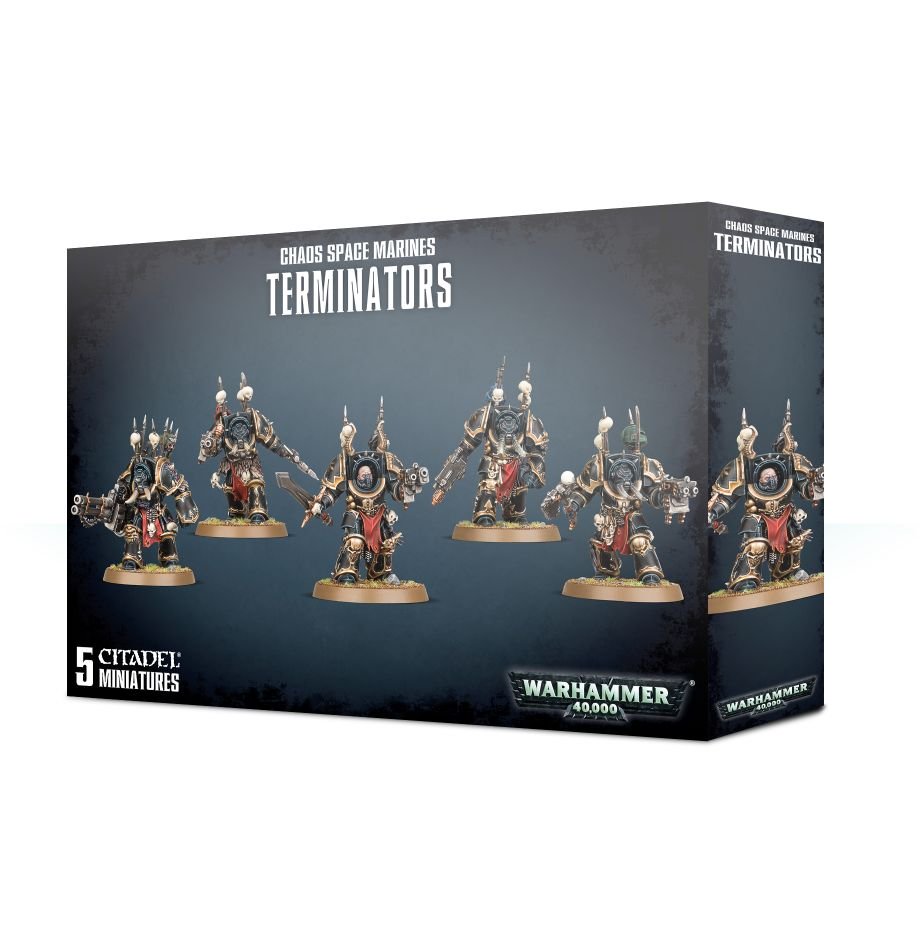 CHAOS SPACE MARINES
TERMINATORS
5 CITADEL®
MINIATURES
WARHAMMER®
40,000
CHAOS SPACE MARINES
TERMINATORS
WARHAMMER
40,000